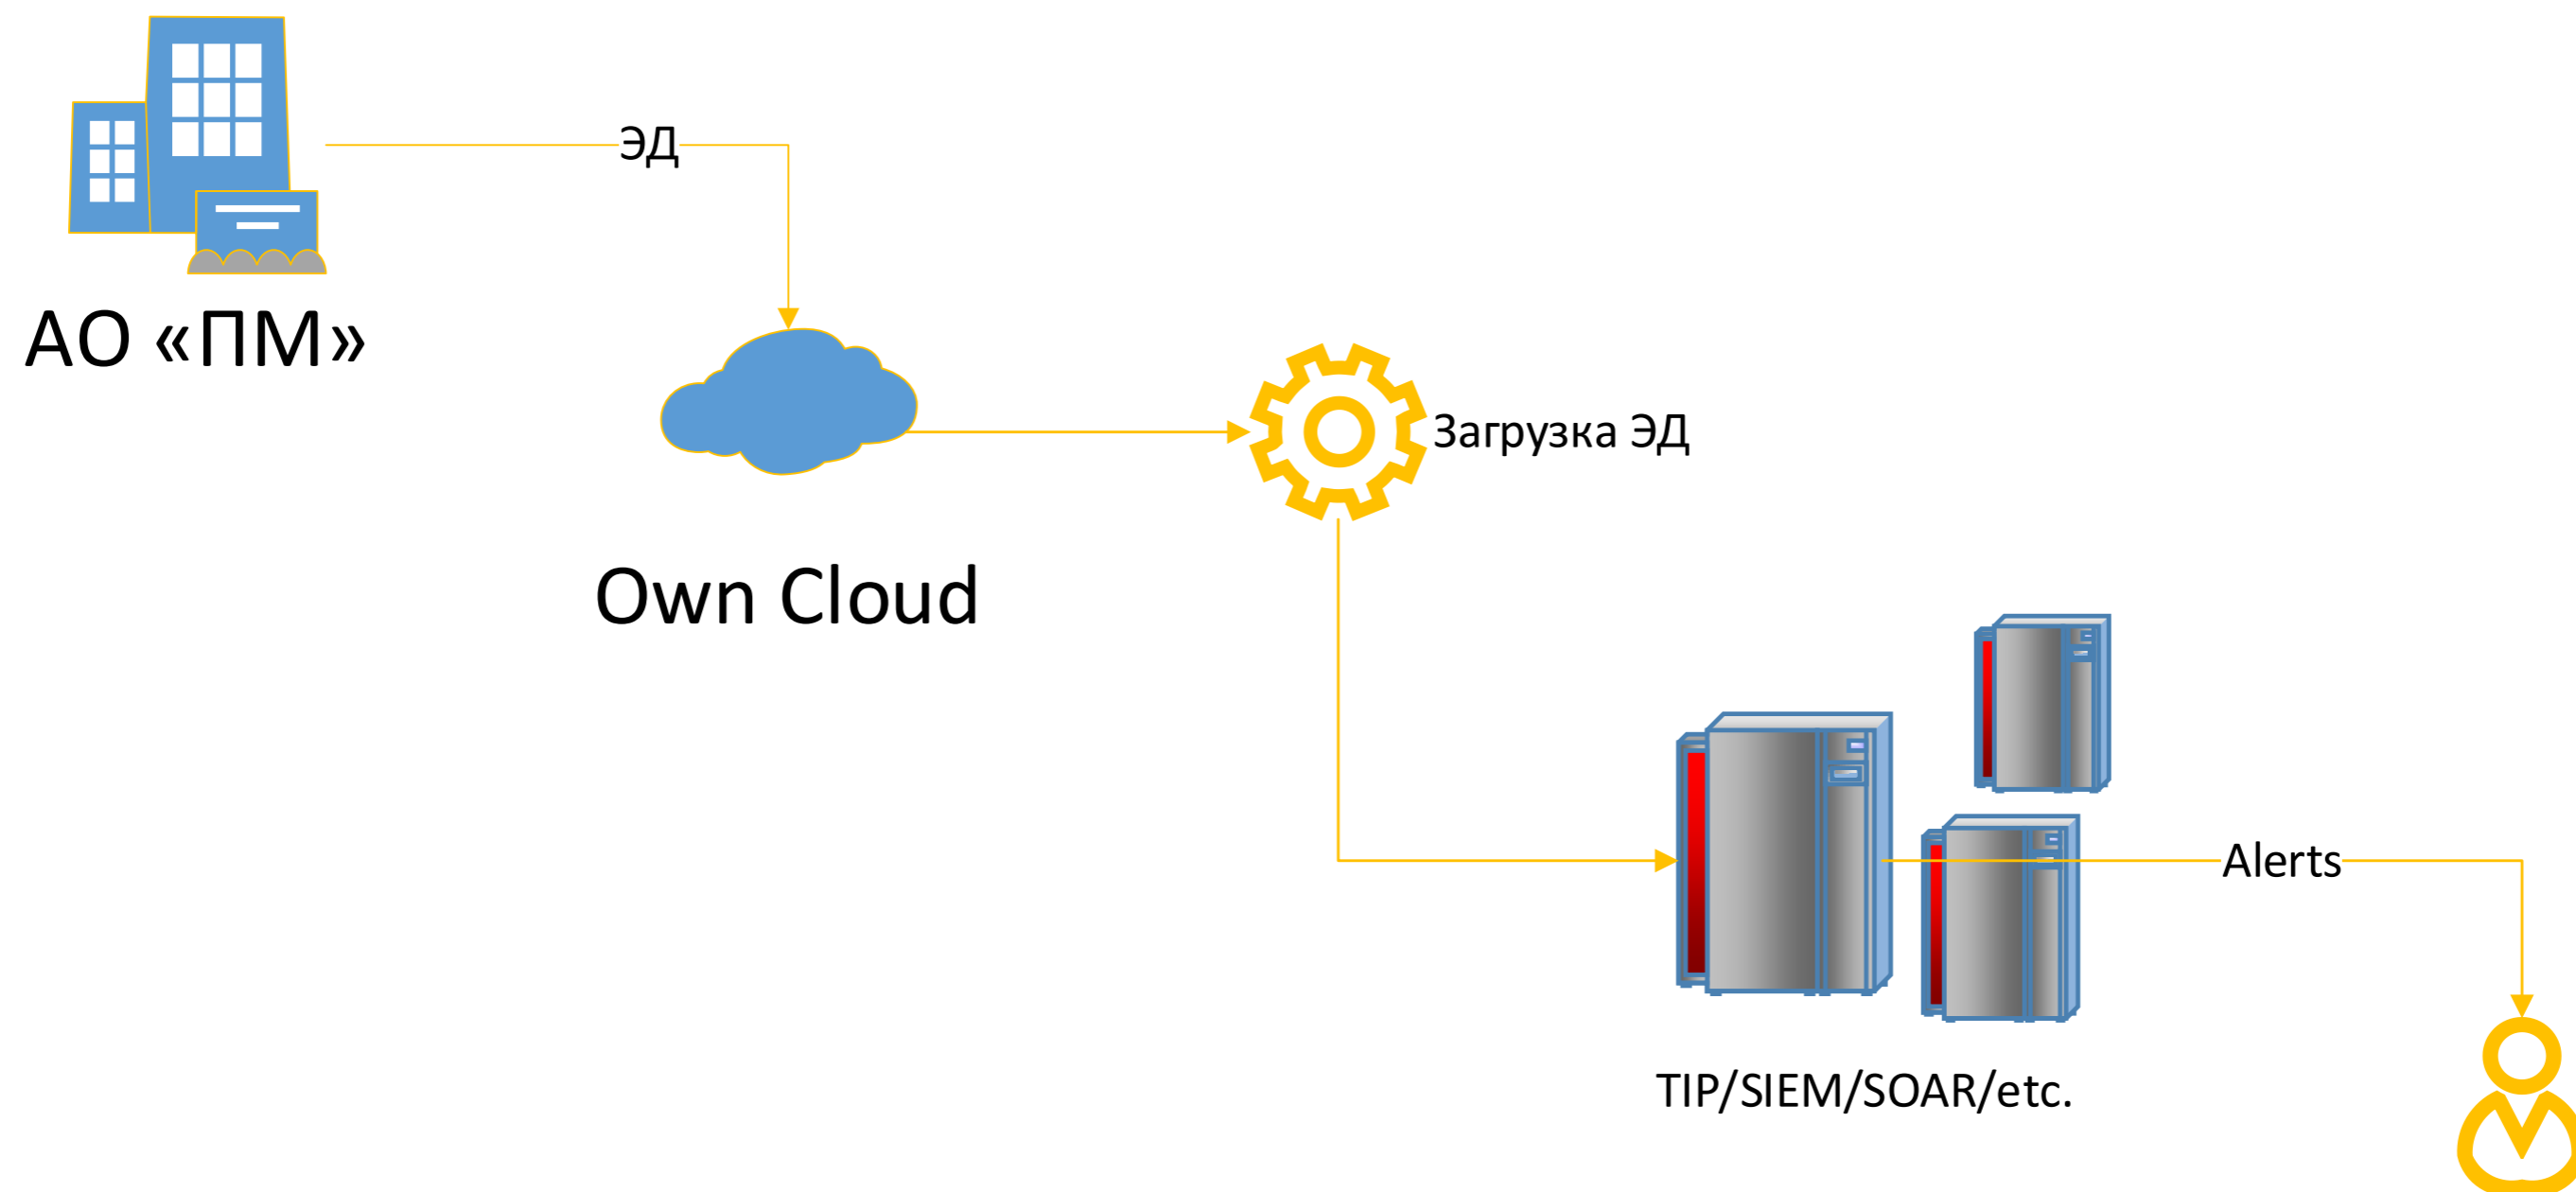 ЭД
АО «ПМ»
Загрузка ЭД
Own Cloud
Alerts
TIP/SIEM/SOAR/etc.